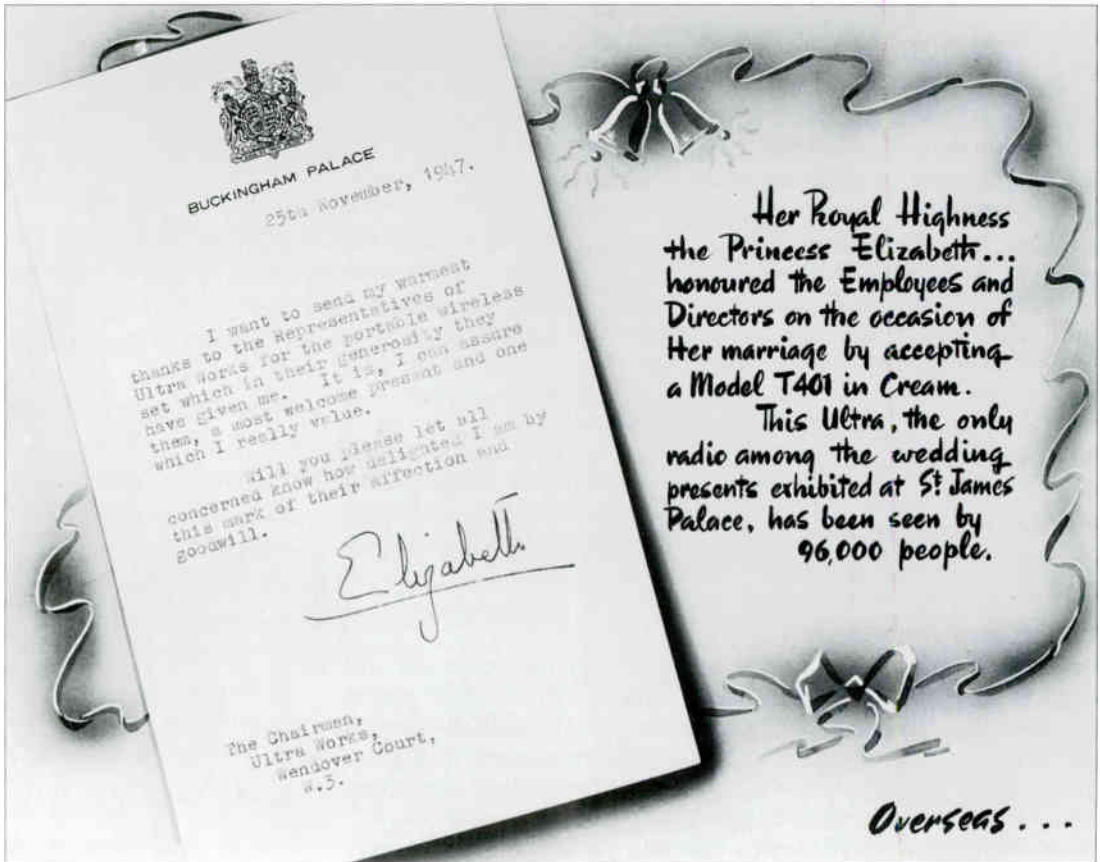 BUCKINGHAM PALACE
25th November, 1947.
I want to send my warmest
thanks to the Representatives of
Ultra Works for the portable wireless
set which in their generosity they
have given me. It is, I can assure
them, a most welcome present and one
which I really value.
Will you please let all
concerned know how delighted I am by
this mark of their affection and
goodwill.
Elizabeth
The Chairman,
Ultra Works,
Wendover Court,
W.3.
Her Royal Highness
the Princess Elizabeth...
honoured the Employees and
Directors on the occasion of
Her marriage by accepting
a Model T401 in Cream.
This Ultra, the only
radio among the wedding
presents exhibited at St James
Palace, has been seen by
96,000 people.
Overseas...